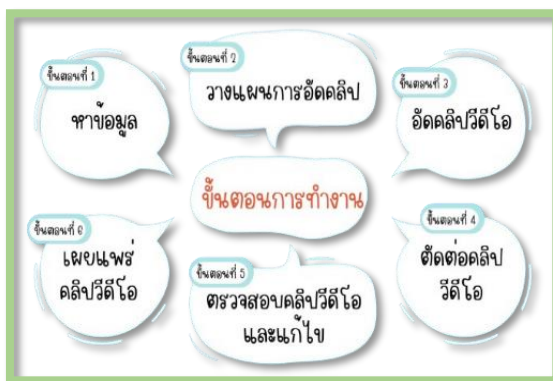 ขั้นตอนที่ 1
หาข้อมูล
ขั้นตอนที่ 2
วางแผนการอัดคลิป
ขั้นตอนที่ 3
อัดคลิปวีดีโอ
ขั้นตอนการทำงาน
ขั้นตอนที่ 4
ตัดต่อคลิป
วีดีโอ
ขั้นตอนที่ 5
ตรวจสอบคลิปวีดีโอ
และแก้ไข
ขั้นตอนที่ 6
เผยแพร่
คลิปวีดีโอ